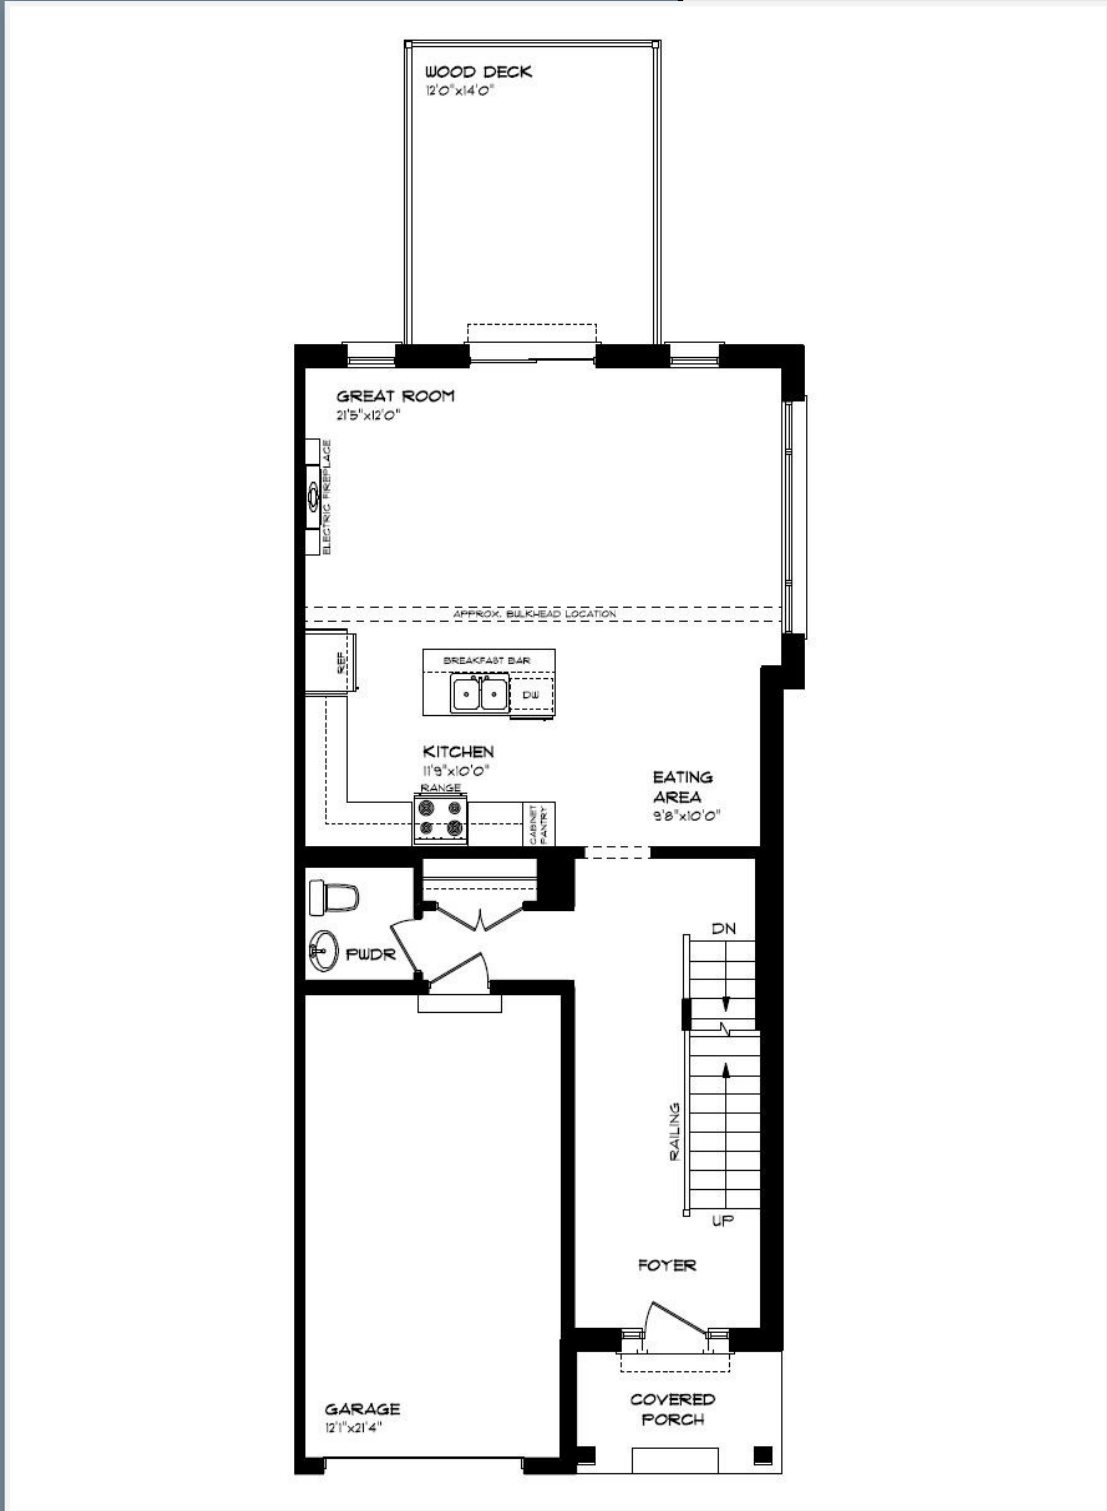 WOOD DECK
12'0"x14'0"
GREAT ROOM
21'5"x12'0"
ELECTRIC FIREPLACE
APPROX. BULKHEAD LOCATION
REF
BREAKFAST BAR
DW
KITCHEN
11'9"x10'0"
RANGE
CABINET
PANTRY
EATING
AREA
9'8"x10'0"
PWDR
DN
RAILING
UP
FOYER
GARAGE
12'1"x21'4"
COVERED
PORCH